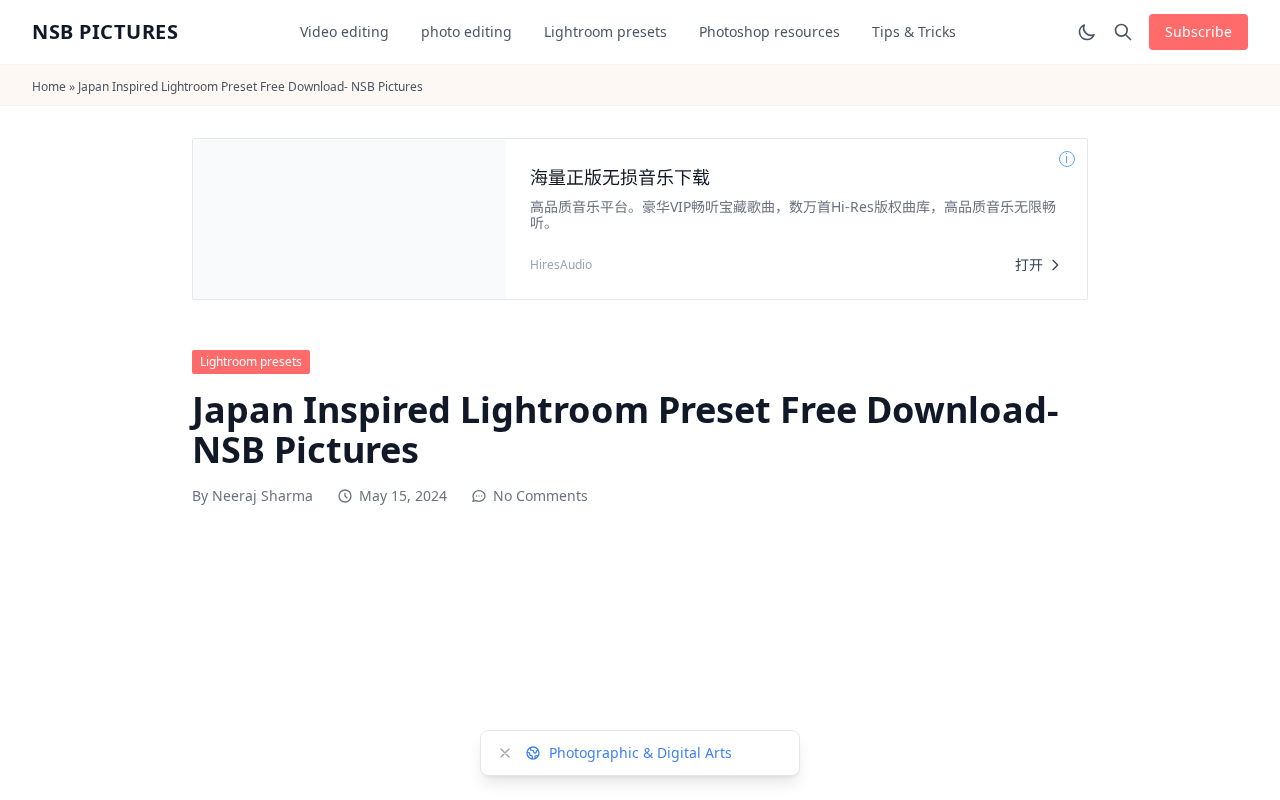 NSB PICTURES
Video editing
photo editing
Lightroom presets
Photoshop resources
Tips & Tricks
Subscribe
Home » Japan Inspired Lightroom Preset Free Download- NSB Pictures
海量正版无损音乐下载
高品质音乐平台。豪华VIP畅听宝藏歌曲，数万首Hi-Res版权曲库，高品质音乐无限畅
听。
HiresAudio
打开
Lightroom presets
Japan Inspired Lightroom Preset Free Download-
NSB Pictures
By Neeraj Sharma
May 15, 2024
No Comments
Photographic & Digital Arts